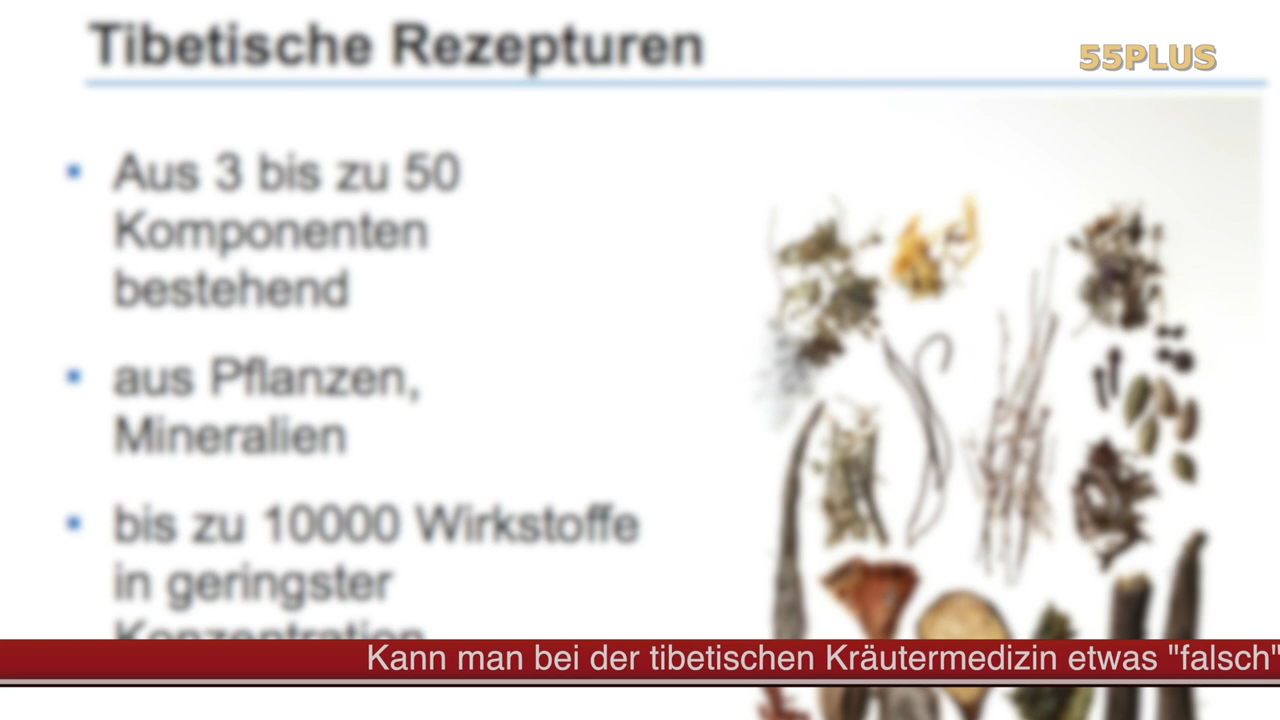 Tibetische Rezepturen
55PLUS
Aus 3 bis zu 50
Komponenten
bestehend
aus Pflanzen,
Mineralien
bis zu 10000 Wirkstoffe
in geringster
Konzentration
Kann man bei der tibetischen Kräutermedizin etwas "falsch"